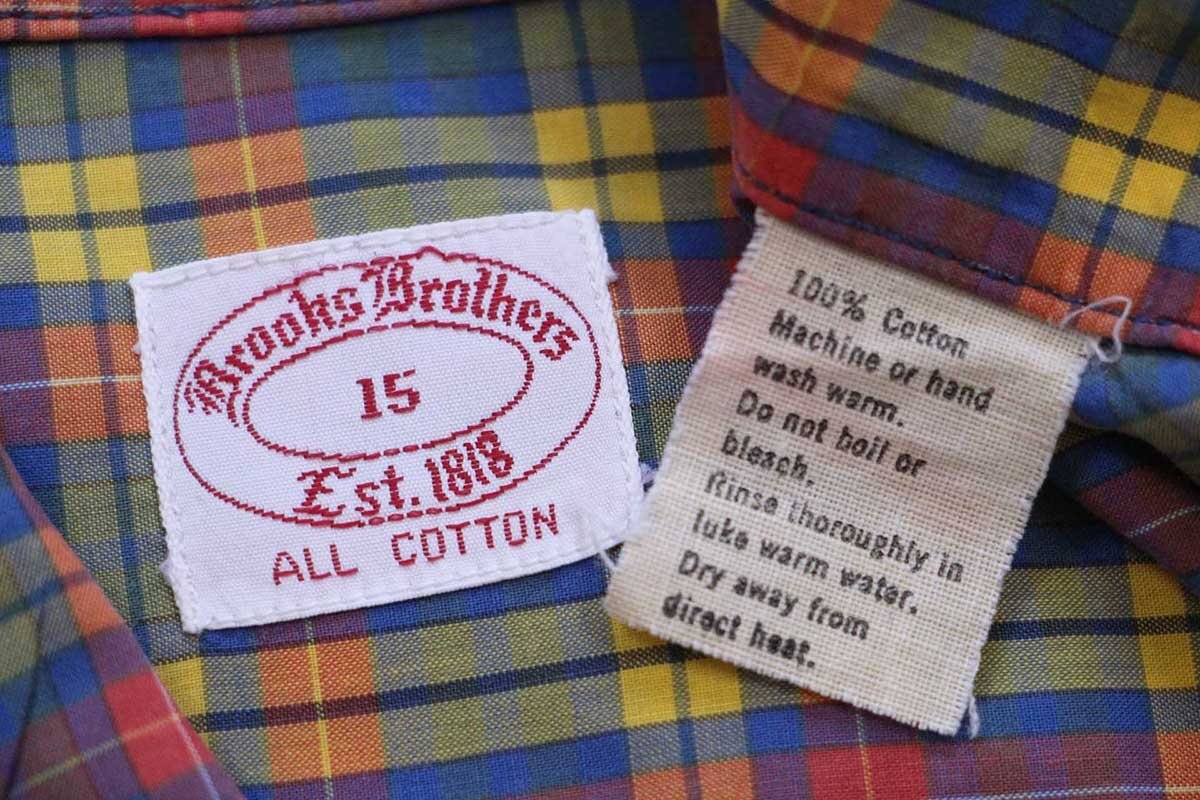 Brooks Brothers
15
Est. 1818
ALL COTTON
100% Cotton
Machine or hand
wash warm.
Do not boil or
bleach.
Rinse thoroughly in
luke warm water.
Dry away from
direct heat.